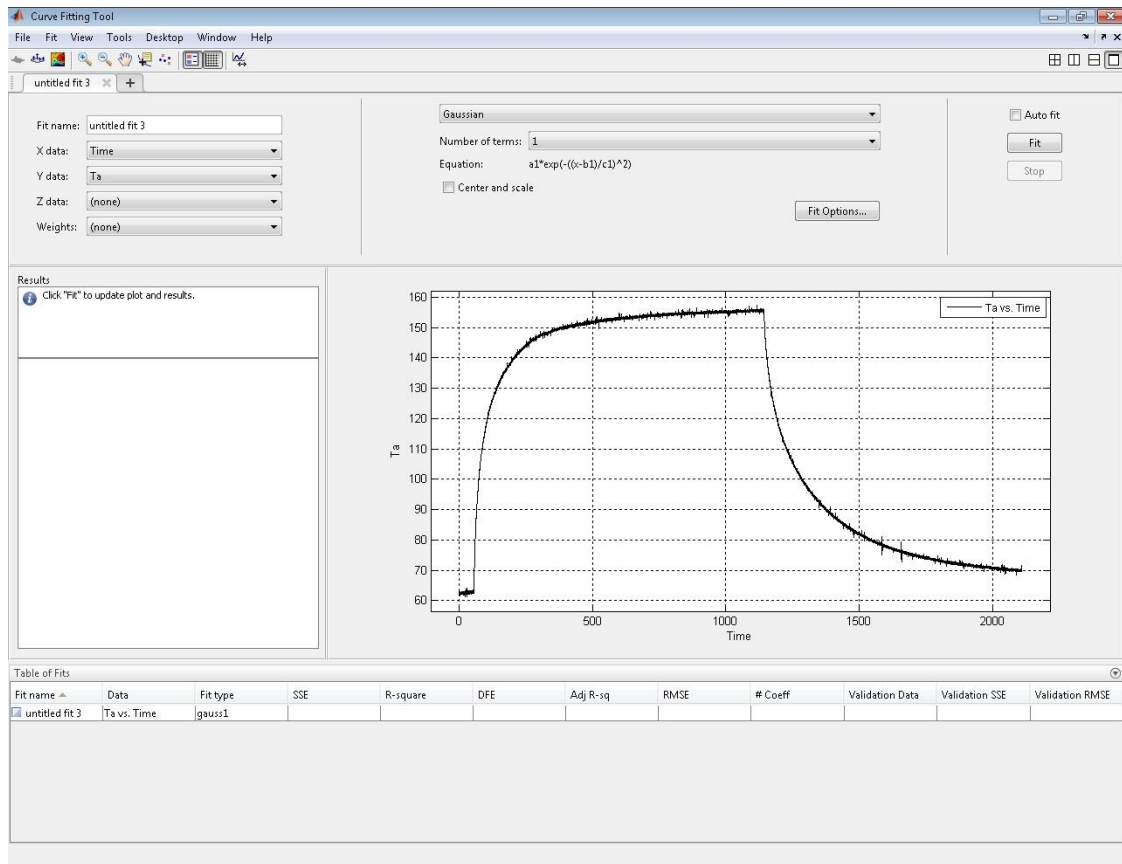 Curve Fitting Tool
File Fit View Tools Desktop Window Help
untitled fit 3
Fit name: untitled fit 3
X data: Time
Y data: Ta
Z data: (none)
Weights: (none)
Gaussian
Number of terms: 1
Equation: a1*exp(-((x-b1)/c1)^2)
Center and scale
Fit Options...
Auto fit
Fit
Stop
Results
Click "Fit" to update plot and results.
160
150
140
130
120
110
100
90
80
70
60
Ta
Ta vs. Time
0 500 1000 1500 2000
Time
Table of Fits
Fit name Data Fit type SSE R-square DFE Adj R-sq RMSE # Coeff Validation Data Validation SSE Validation RMSE
untitled fit 3 Ta vs. Time gauss1